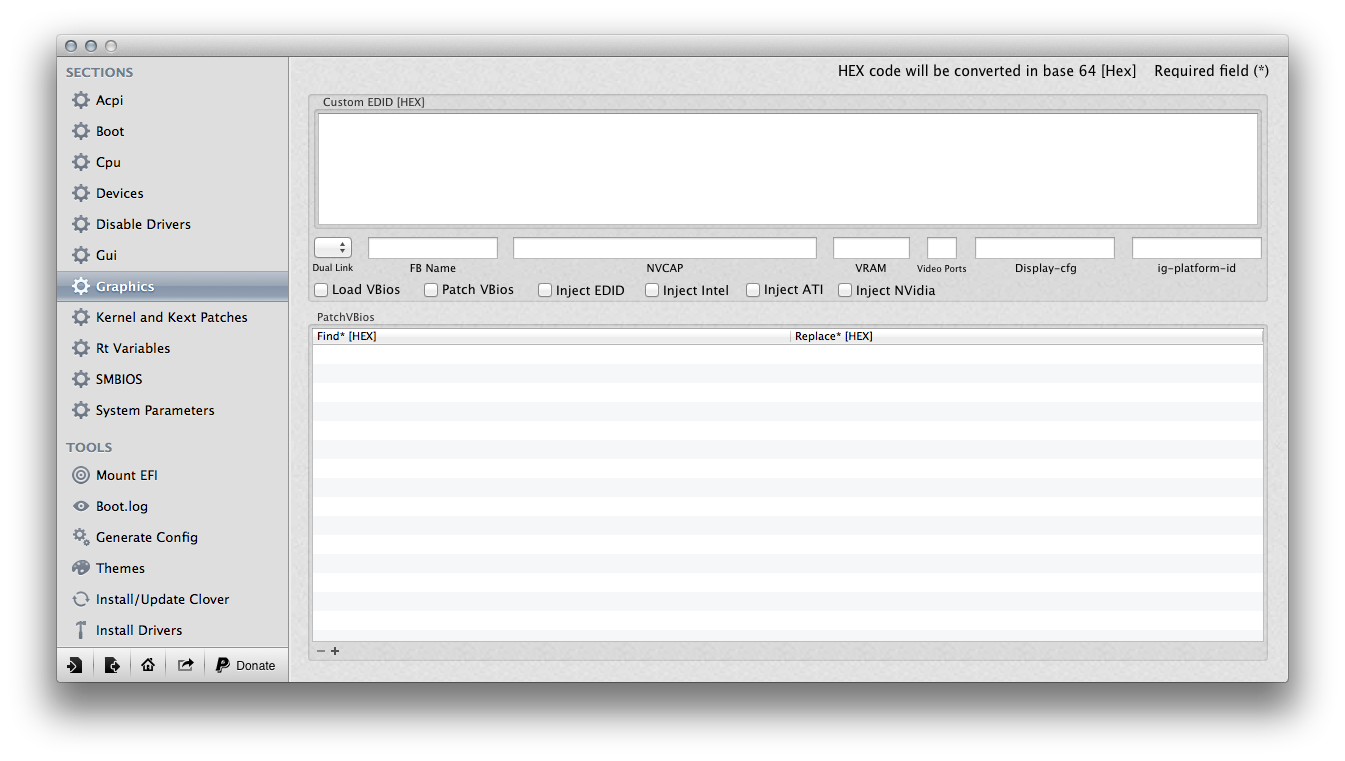 SECTIONS
Acpi
Boot
Cpu
Devices
Disable Drivers
Gui
Graphics
Kernel and Kext Patches
Rt Variables
SMBIOS
System Parameters
TOOLS
Mount EFI
Boot.log
Generate Config
Themes
Install/Update Clover
Install Drivers
Donate
HEX code will be converted in base 64 [Hex] Required field (*)
Custom EDID [HEX]
Dual Link FB Name NVCAP VRAM Video Ports Display-cfg ig-platform-id
Load VBios Patch VBios Inject EDID Inject Intel Inject ATI Inject NVidia
PatchVBios
Find* [HEX] Replace* [HEX]